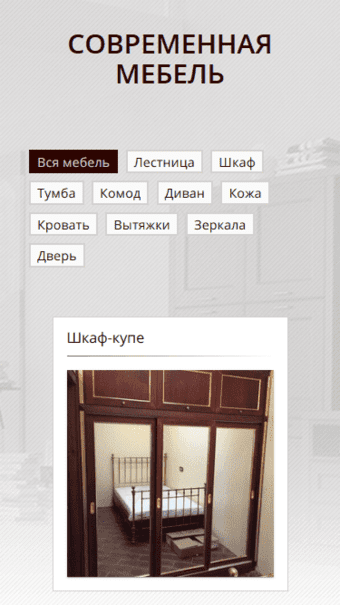 СОВРЕМЕННАЯ
МЕБЕЛЬ
Вся мебель Лестница Шкаф
Тумба Комод Диван Кожа
Кровать Вытяжки Зеркала
Дверь
Шкаф-купе